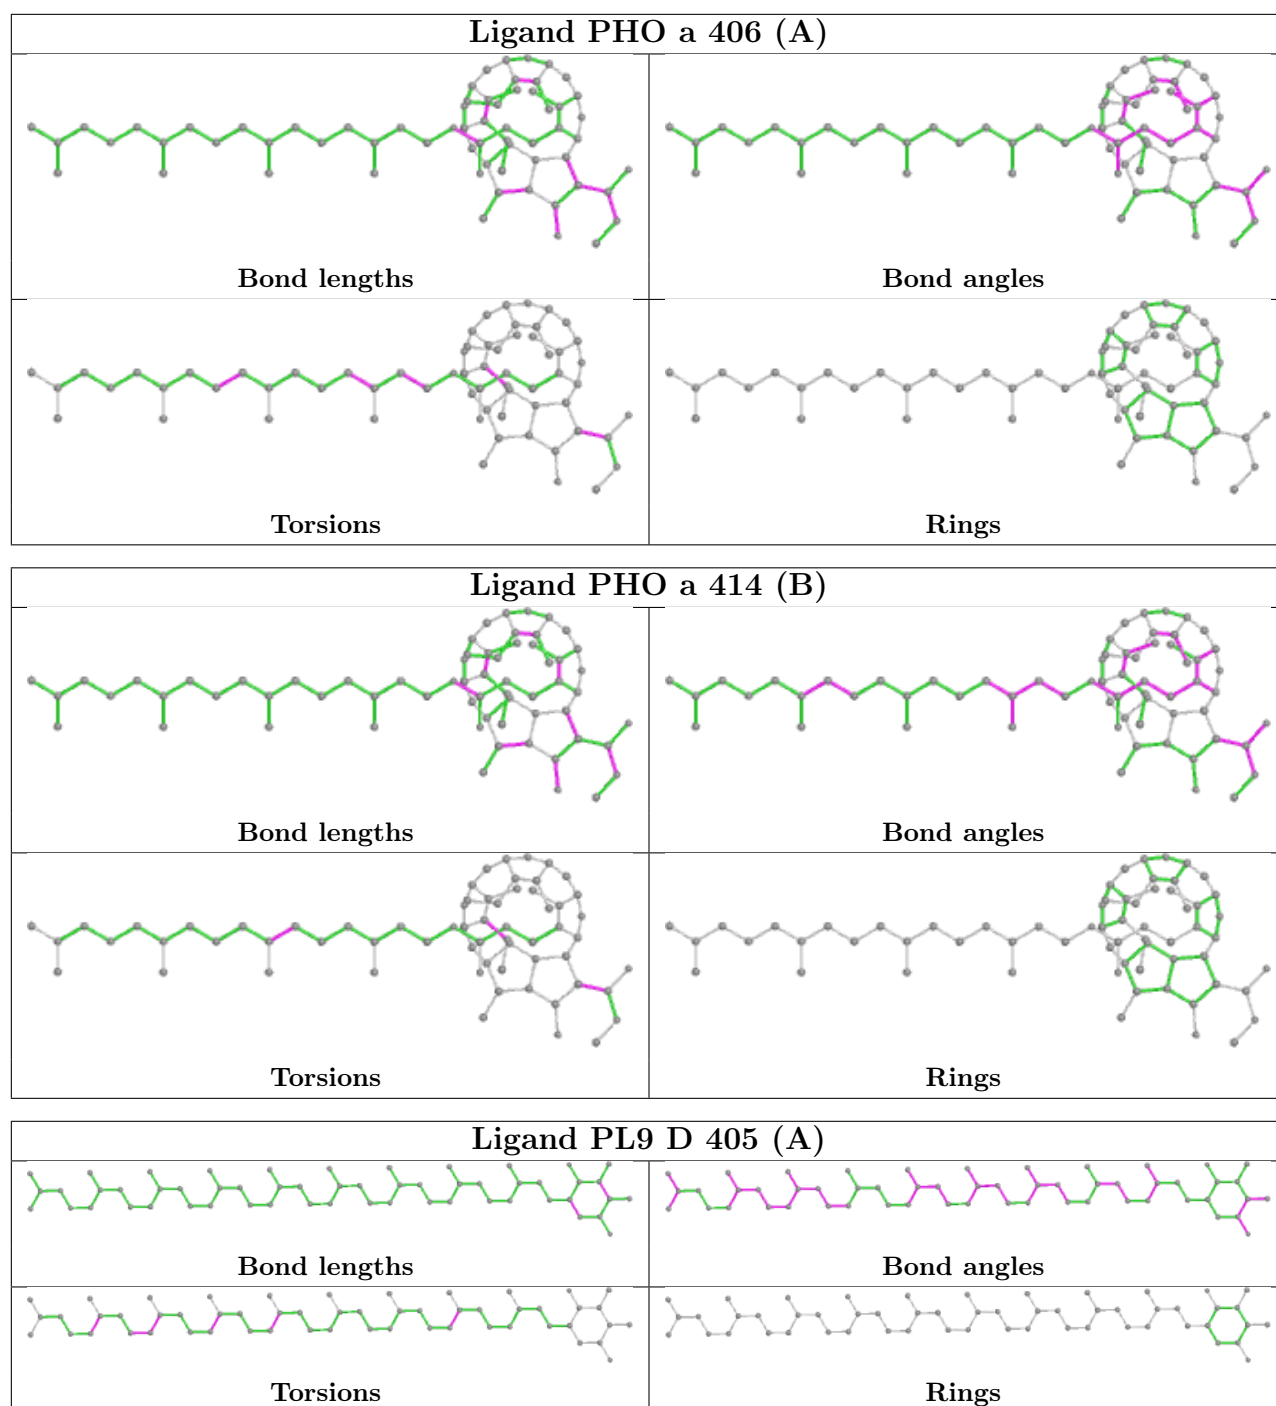 Ligand PHO a 406 (A)
Bond lengths
Bond angles
Torsions
Rings
Ligand PHO a 414 (B)
Bond lengths
Bond angles
Torsions
Rings
Ligand PL9 D 405 (A)
Bond lengths
Bond angles
Torsions
Rings